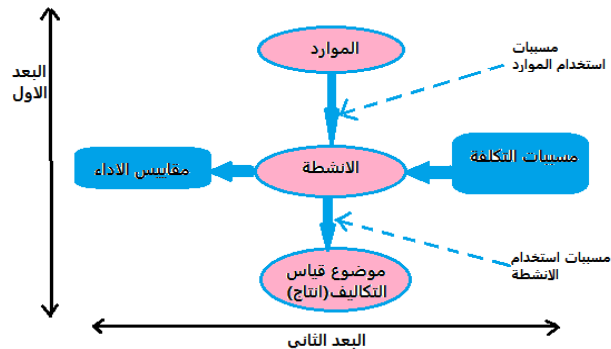 الموارد
مسببات
استخدام الموارد
البعد
الاول
مسببات التكلفة
الانشطة
مقاييس الاداء
مسببات استخدام
الانشطة
موضوع قياس
التكاليف(انتاج)
البعد الثانى